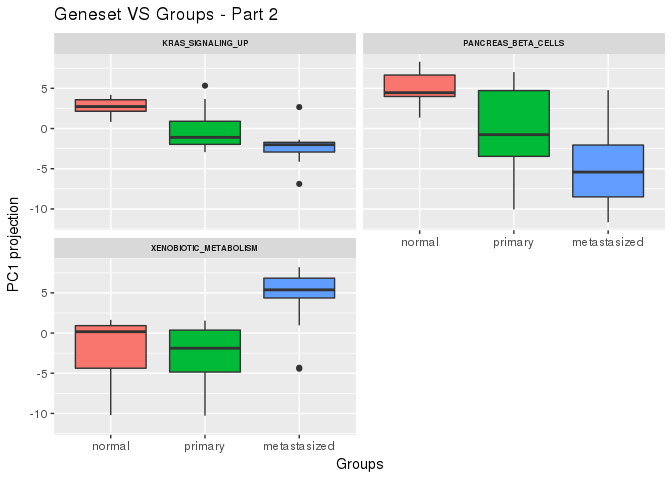 Geneset VS Groups - Part 2
KRAS_SIGNALING_UP
PANCREAS_BETA_CELLS
5
0
-5
-10
normal primary metastasized
XENOBIOTIC_METABOLISM
5
0
-5
-10
normal primary metastasized
PC1 projection
Groups